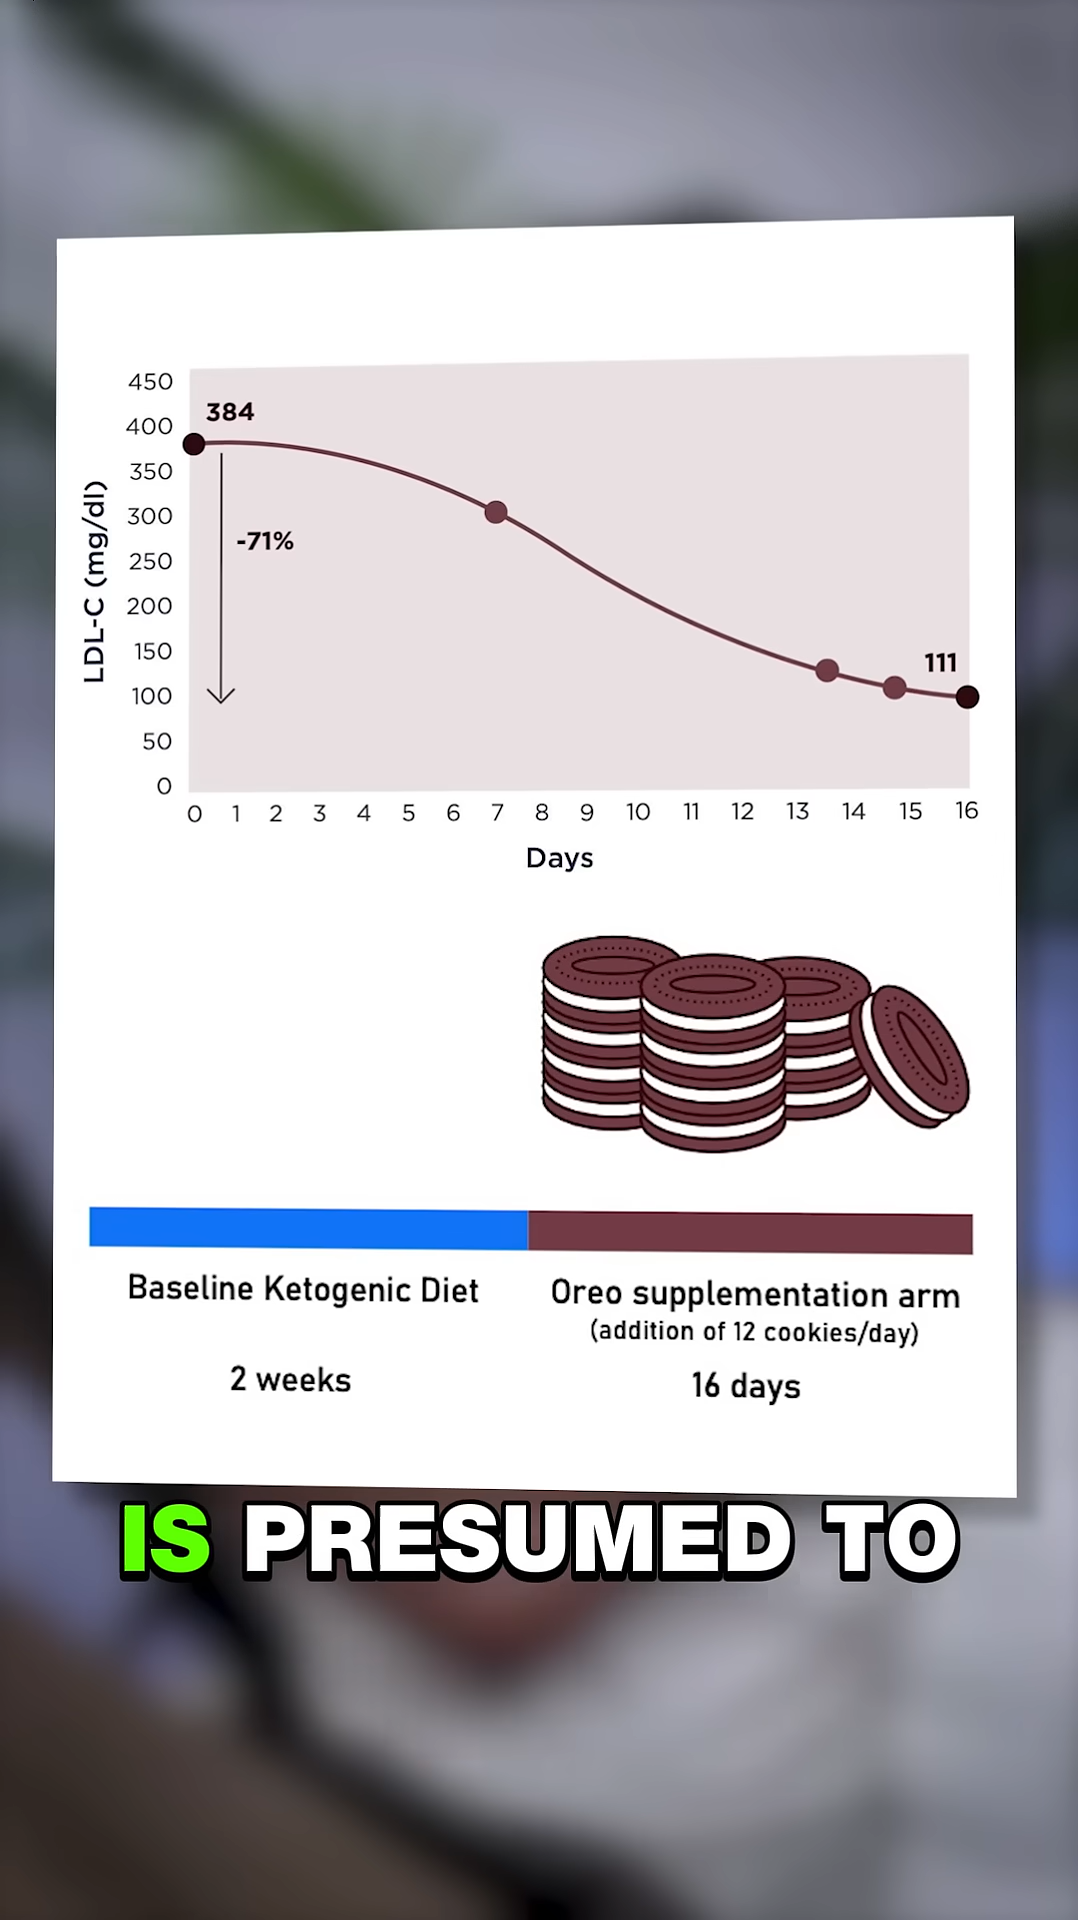 450
400
350
300
250
200
150
100
50
0
LDL-C (mg/dl)
384
-71%
111
0 1 2 3 4 5 6 7 8 9 10 11 12 13 14 15 16
Days
Baseline Ketogenic Diet
2 weeks
Oreo supplementation arm
(addition of 12 cookies/day)
16 days
IS PRESUMED TO